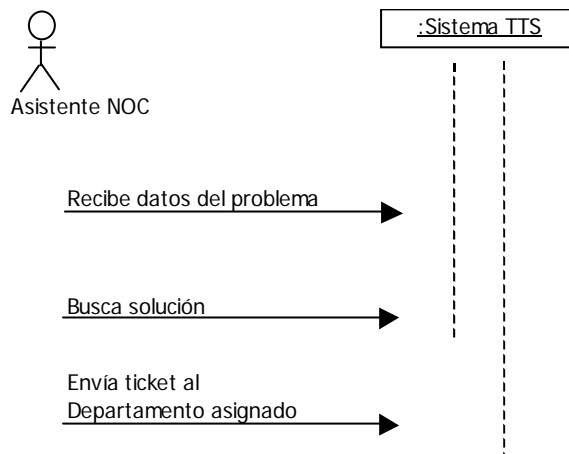 :Sistema TTS
Asistente NOC
Recibe datos del problema
Busca solución
Envía ticket al
Departamento asignado